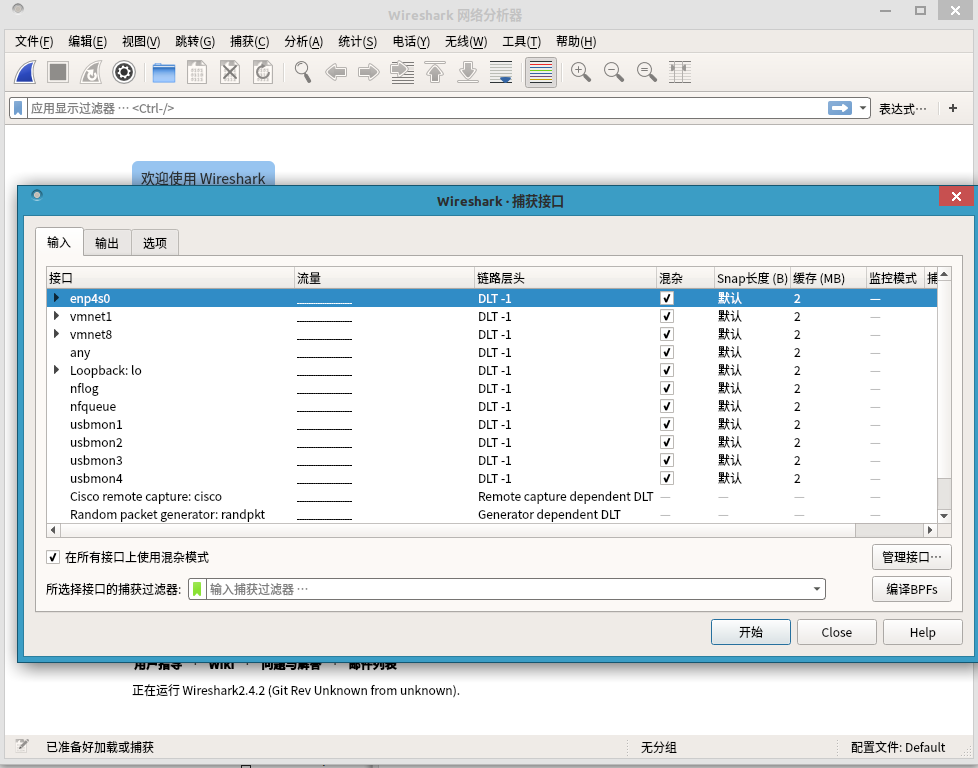 Wireshark 网络分析器
文件(F) 编辑(E) 视图(V) 跳转(G) 捕获(C) 分析(A) 统计(S) 电话(Y) 无线(W) 工具(T) 帮助(H)
应用显示过滤器 … <Ctrl-/> 表达式… +
欢迎使用 Wireshark
Wireshark · 捕获接口
输入 输出 选项
接口 流量 链路层头 混杂 Snap长度 (B) 缓存 (MB) 监控模式 捕
enp4s0 DLT -1 默认 2 —
vmnet1 DLT -1 默认 2 —
vmnet8 DLT -1 默认 2 —
any DLT -1 默认 2 —
Loopback: lo DLT -1 默认 2 —
nflog DLT -1 默认 2 —
nfqueue DLT -1 默认 2 —
usbmon1 DLT -1 默认 2 —
usbmon2 DLT -1 默认 2 —
usbmon3 DLT -1 默认 2 —
usbmon4 DLT -1 默认 2 —
Cisco remote capture: cisco Remote capture dependent DLT — — — —
Random packet generator: randpkt Generator dependent DLT — — — —
在所有接口上使用混杂模式 管理接口…
所选择接口的捕获过滤器: 输入捕获过滤器 … 编译BPFs
开始 Close Help
用户指导 · Wiki · 问题与解答 · 邮件列表
正在运行 Wireshark2.4.2 (Git Rev Unknown from unknown).
已准备好加载或捕获 无分组 配置文件: Default